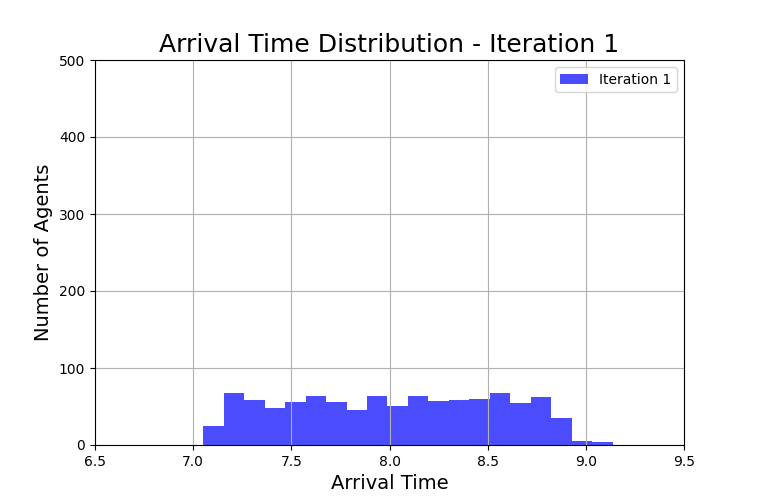 Arrival Time Distribution - Iteration 1
Iteration 1
Number of Agents
500
400
300
200
100
0
6.5 7.0 7.5 8.0 8.5 9.0 9.5
Arrival Time